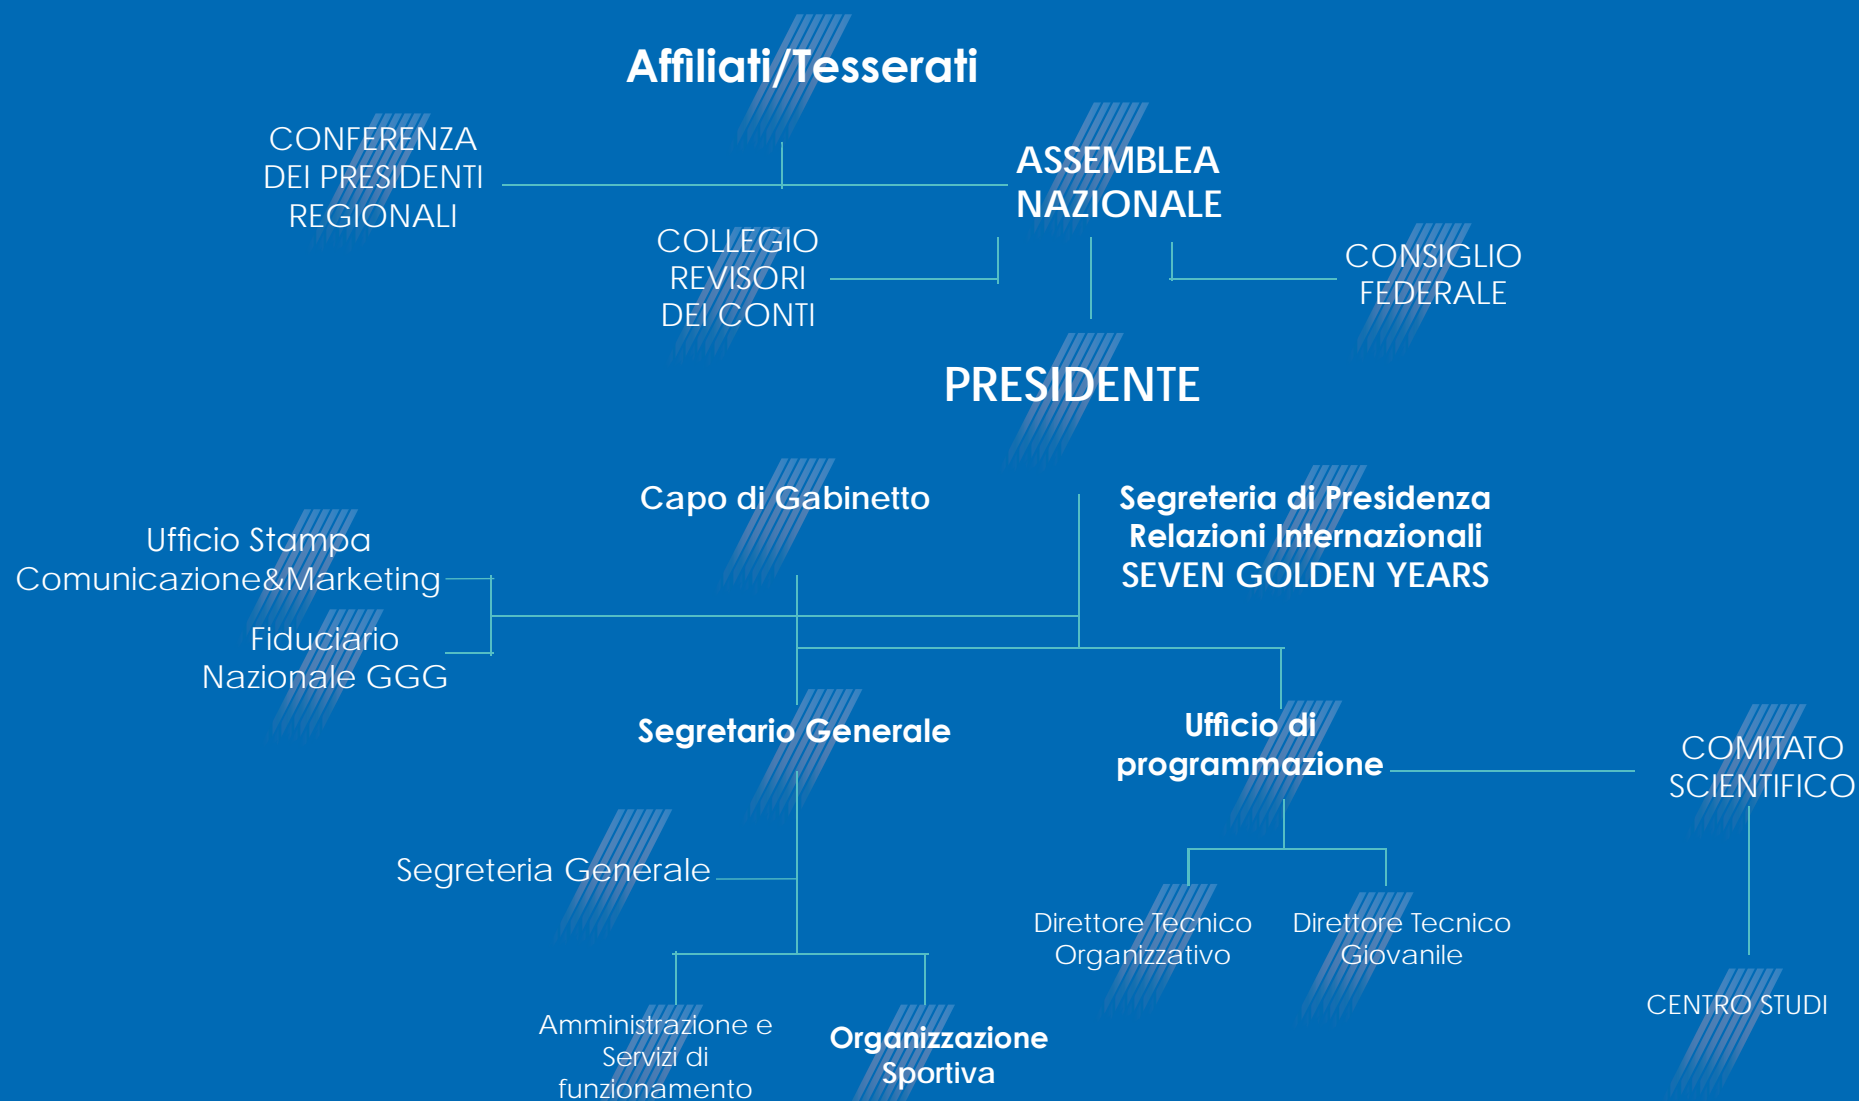 Affiliati/Tesserati
CONFERENZA
DEI PRESIDENTI
REGIONALI
ASSEMBLEA
NAZIONALE
COLLEGIO
REVISORI
DEI CONTI
CONSIGLIO
FEDERALE
PRESIDENTE
Capo di Gabinetto
Segreteria di Presidenza
Relazioni Internazionali
SEVEN GOLDEN YEARS
Ufficio Stampa
Comunicazione&Marketing
Fiduciario
Nazionale GGG
Segretario Generale
Ufficio di
programmazione
COMITATO
SCIENTIFICO
Segreteria Generale
Direttore Tecnico
Organizzativo
Direttore Tecnico
Giovanile
CENTRO STUDI
Amministrazione e
Servizi di
funzionamento
Organizzazione
Sportiva